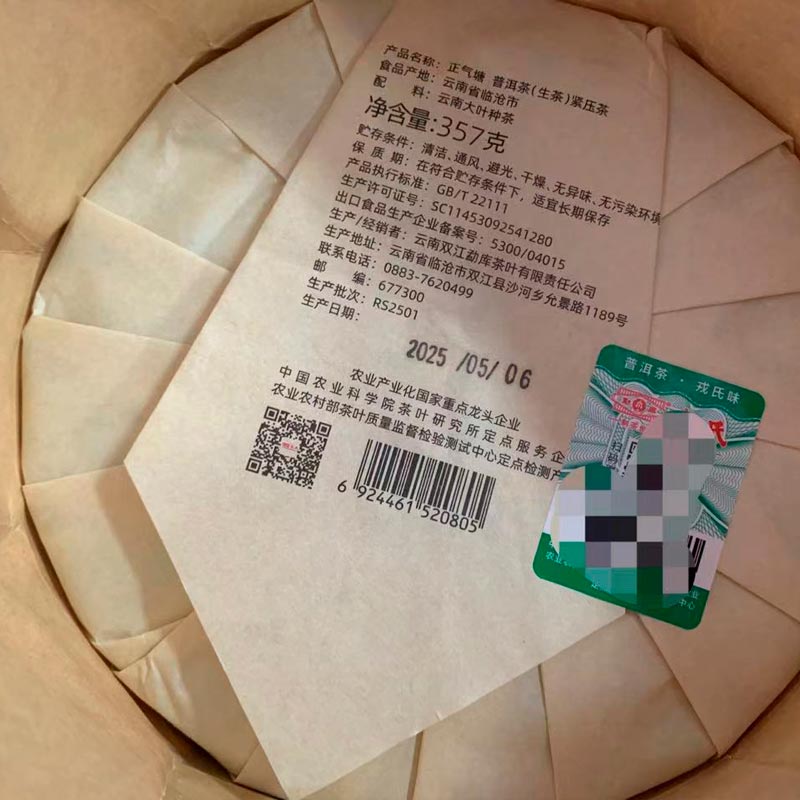 产品名称：正气塘 普洱茶(生茶)紧压茶
食品产地：云南省临沧市
配 料：云南大叶种茶
净含量:357克
贮存条件：清洁、通风、避光、干燥、无异味、无污染环境
保 质 期：在符合贮存条件下，适宜长期保存
产品执行标准：GB/T 22111
生产许可证号：SC11453092541280
出口食品生产企业备案号：5300/04015
生产/经销者：云南双江勐库茶叶有限责任公司
生产地址：云南省临沧市双江县沙河乡允景路1189号
联系电话：0883-7620499
邮 编：677300
生产批次：RS2501
生产日期：
2025 /05/ 06
农业产业化国家重点龙头企业
中国农业科学院茶叶研究所定点服务企
农业农村部茶叶质量监督检验测试中心定点检测产
6 924461 520805
普洱茶 · 戎氏味
氏
中心